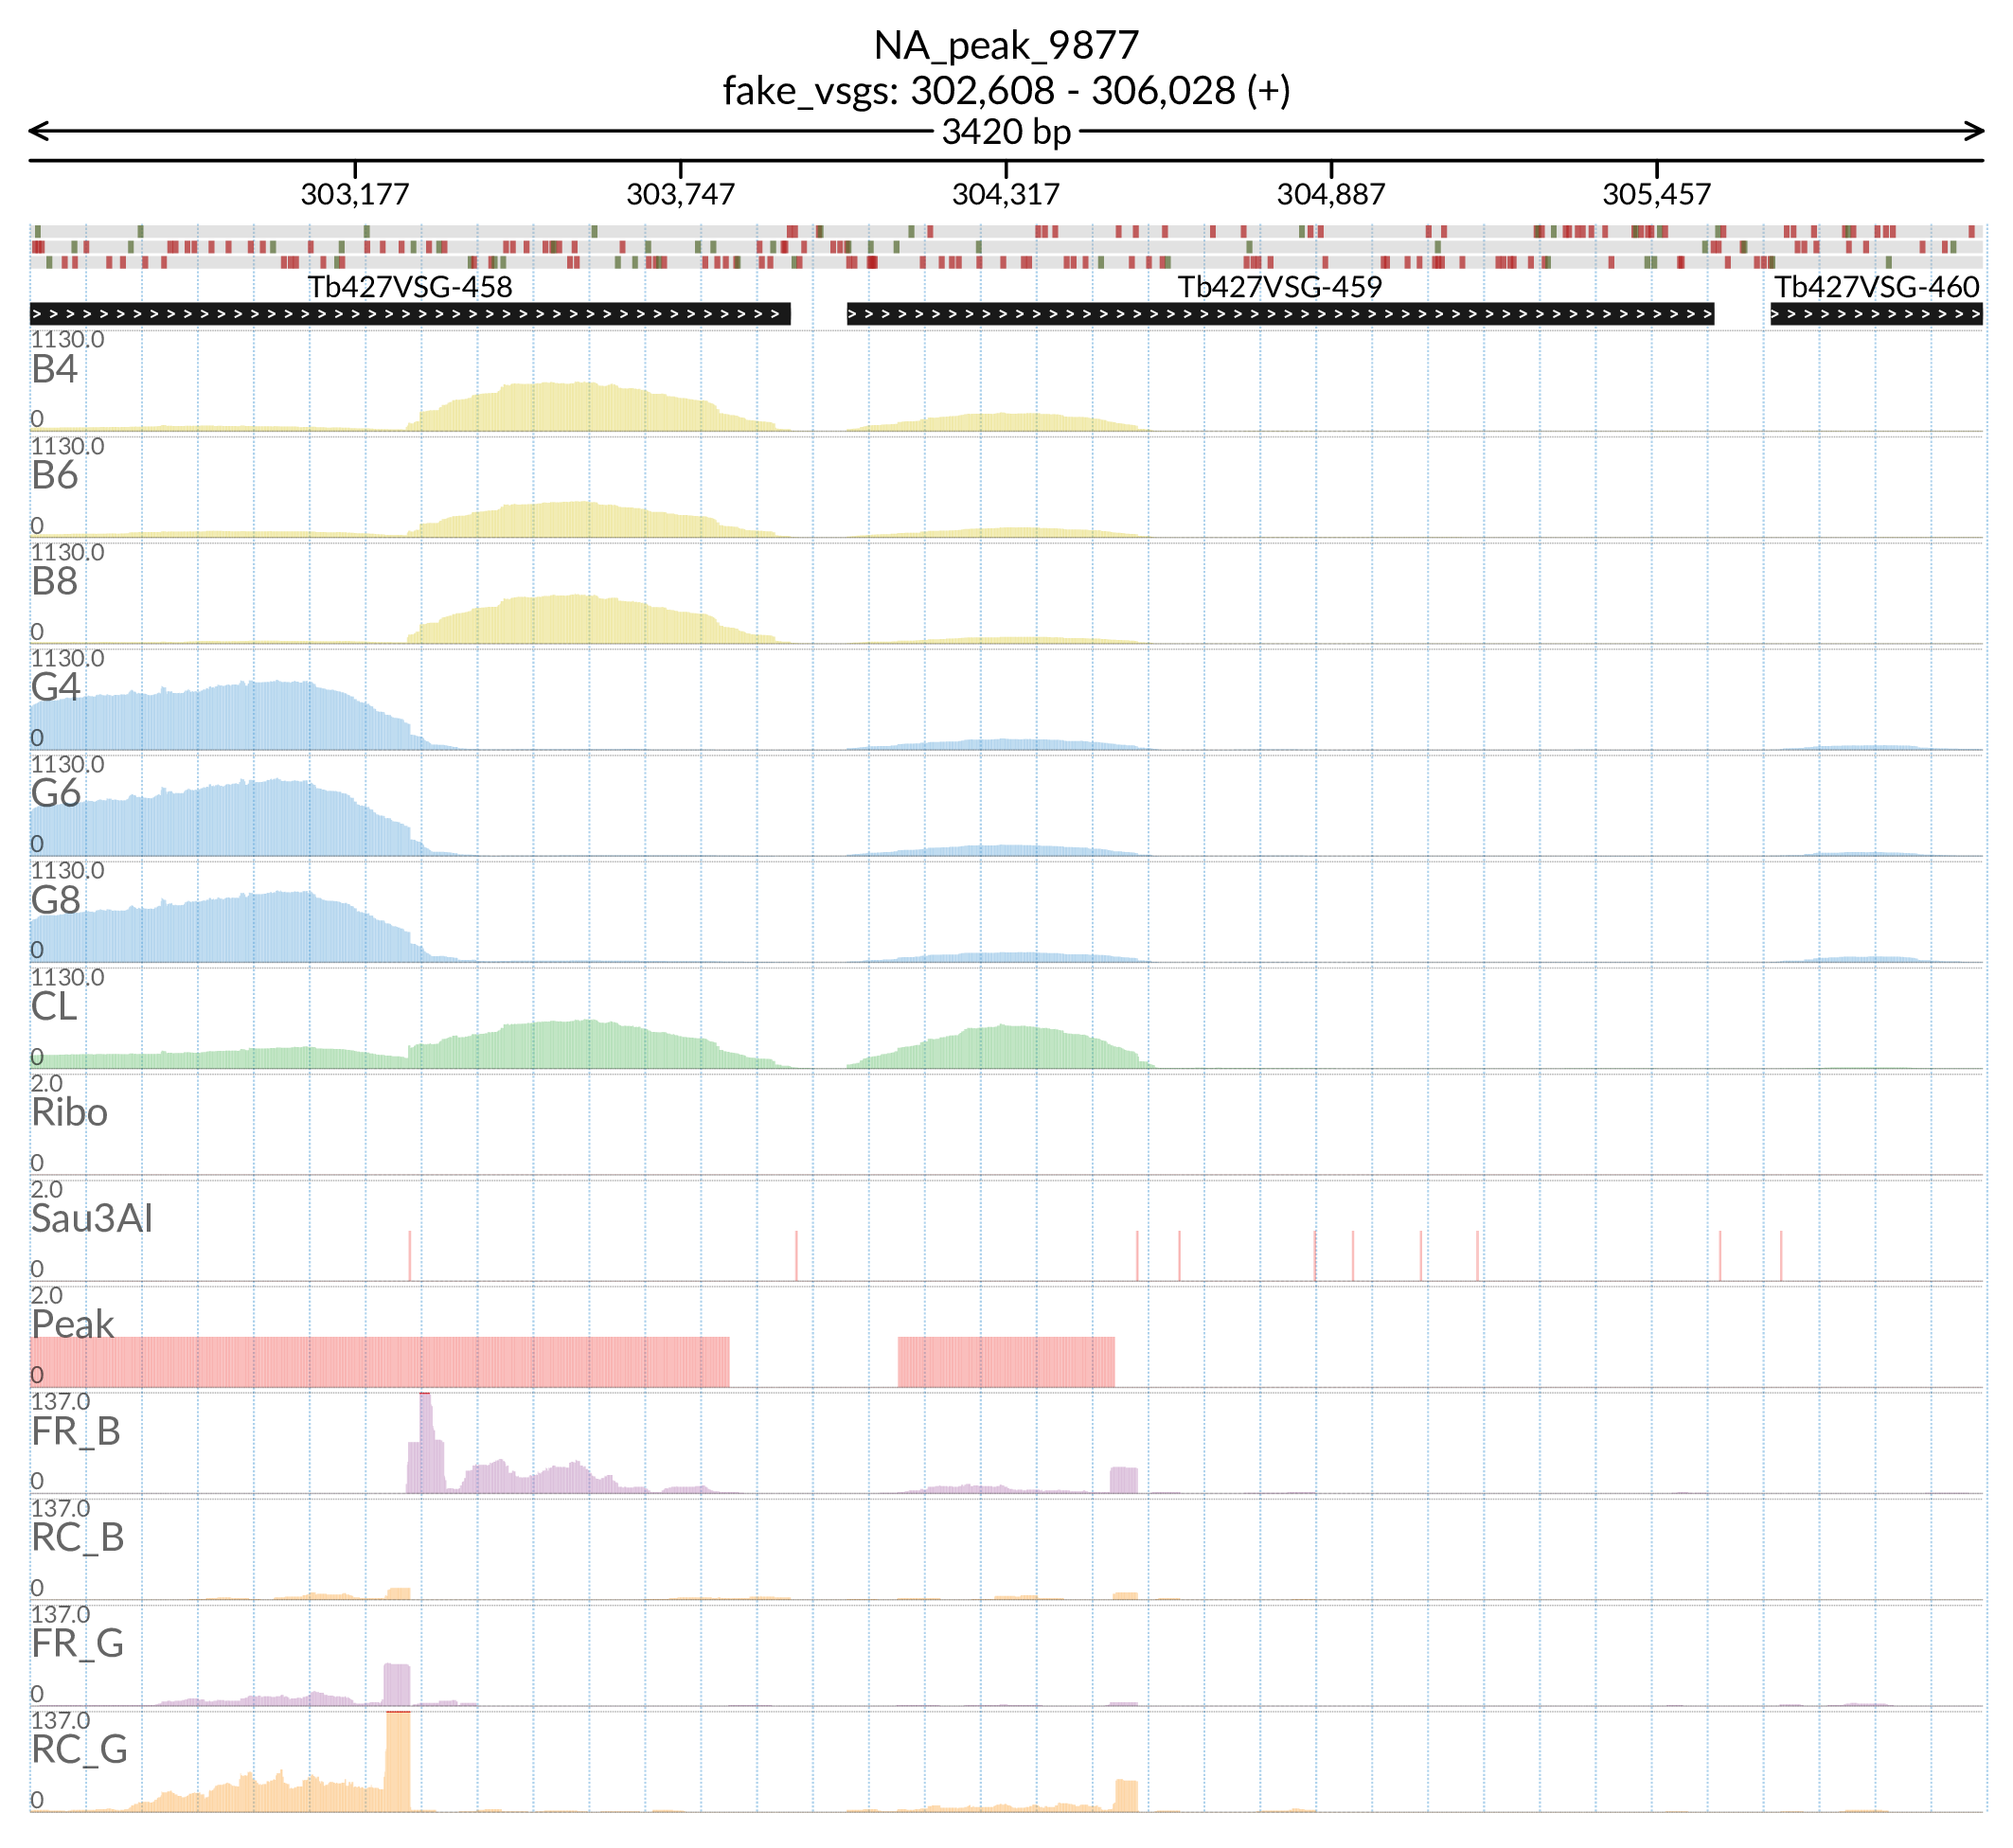 NA_peak_9877
fake_vsgs: 302,608 - 306,028 (+)
3420 bp
303,177 303,747 304,317 304,887 305,457
Tb427VSG-458 Tb427VSG-459 Tb427VSG-460
1130.0
B4
0
1130.0
B6
0
1130.0
B8
0
1130.0
G4
0
1130.0
G6
0
1130.0
G8
0
1130.0
CL
0
2.0
Ribo
0
2.0
Sau3AI
0
2.0
Peak
0
137.0
FR_B
0
137.0
RC_B
0
137.0
FR_G
0
137.0
RC_G
0